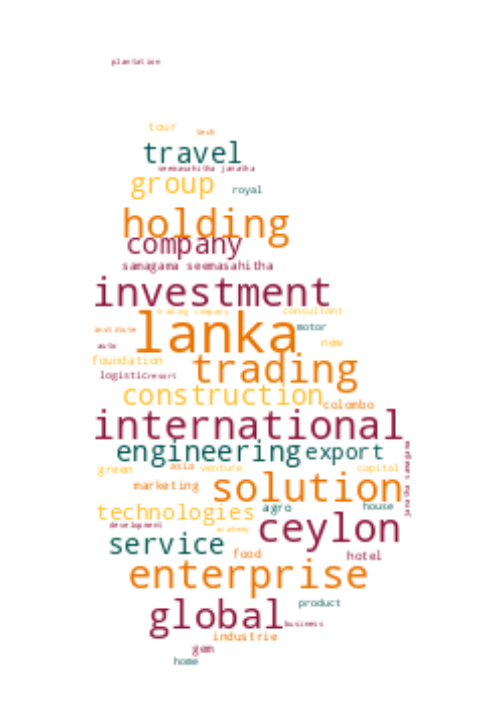 plantation
tour
tech
travel
seemasahitha janatha
group
royal
holding
company
samagama seemasahitha
investment
trading company
consultant
lanka
institute
motor
auto
new
foundation
trading
logistic
resort
construction
colombo
international
engineering
export
janatha samagama
green
asia
venture
capital
marketing
solution
technologies
agro
house
development
academy
ceylon
service
food
hotel
enterprise
product
global
business
industrie
gem
home